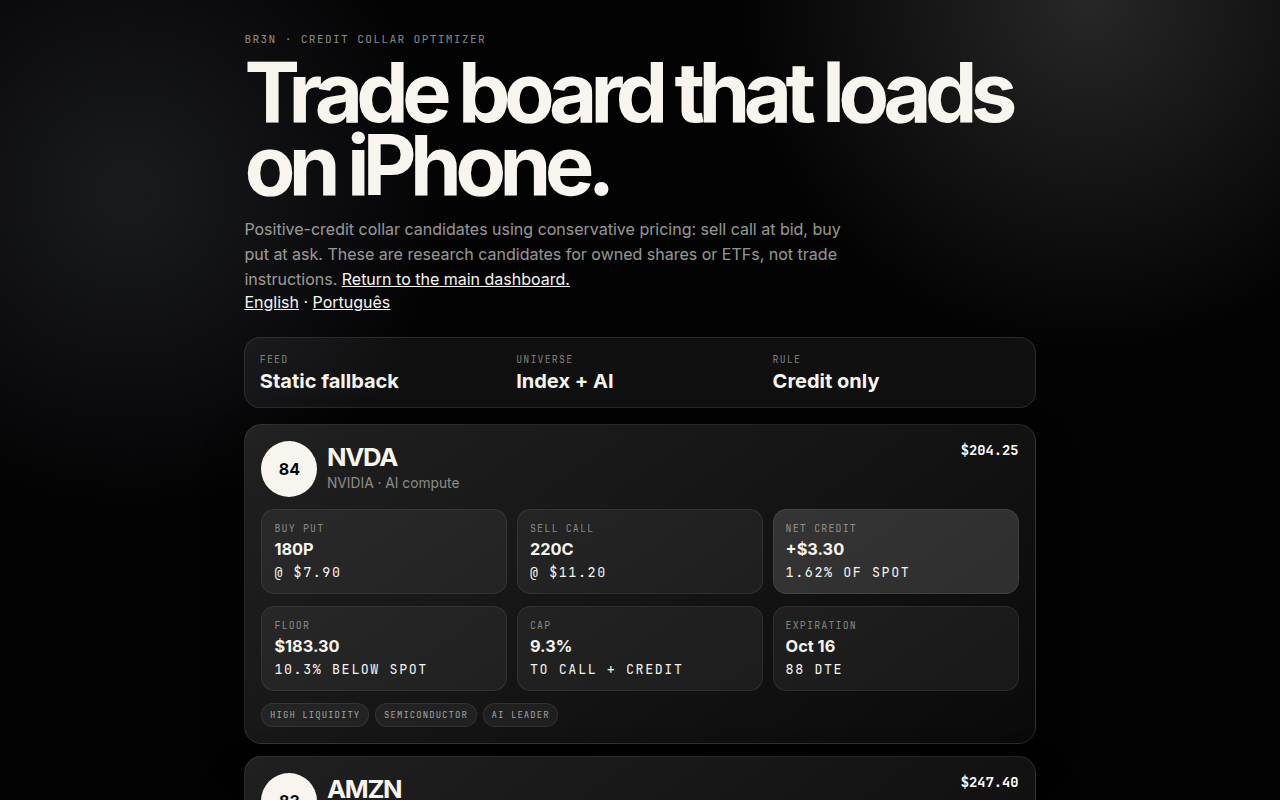 BR3N · CREDIT COLLAR OPTIMIZER
Trade board that loads
on iPhone.
Positive-credit collar candidates using conservative pricing: sell call at bid, buy
put at ask. These are research candidates for owned shares or ETFs, not trade
instructions. Return to the main dashboard.
English · Português
FEED
Static fallback
UNIVERSE
Index + AI
RULE
Credit only
84
NVDA
NVIDIA · AI compute
$204.25
BUY PUT
180P
@ $7.90
SELL CALL
220C
@ $11.20
NET CREDIT
+$3.30
1.62% OF SPOT
FLOOR
$183.30
10.3% BELOW SPOT
CAP
9.3%
TO CALL + CREDIT
EXPIRATION
Oct 16
88 DTE
HIGH LIQUIDITY
SEMICONDUCTOR
AI LEADER
AMZN
$247.40